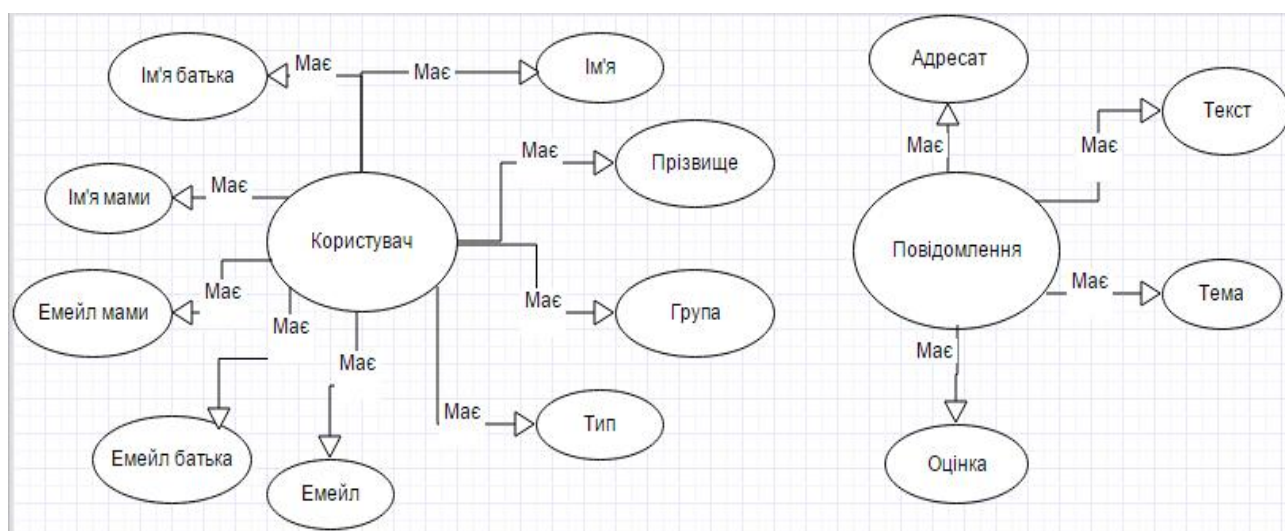 Ім'я батька
Має
Має
Ім'я
Ім'я мами
Має
Має
Прізвище
Користувач
Емейл мами
Має
Має
Група
Має
Має
Емейл батька
Емейл
Має
Тип
Адресат
Має
Має
Текст
Повідомлення
Має
Тема
Має
Оцінка